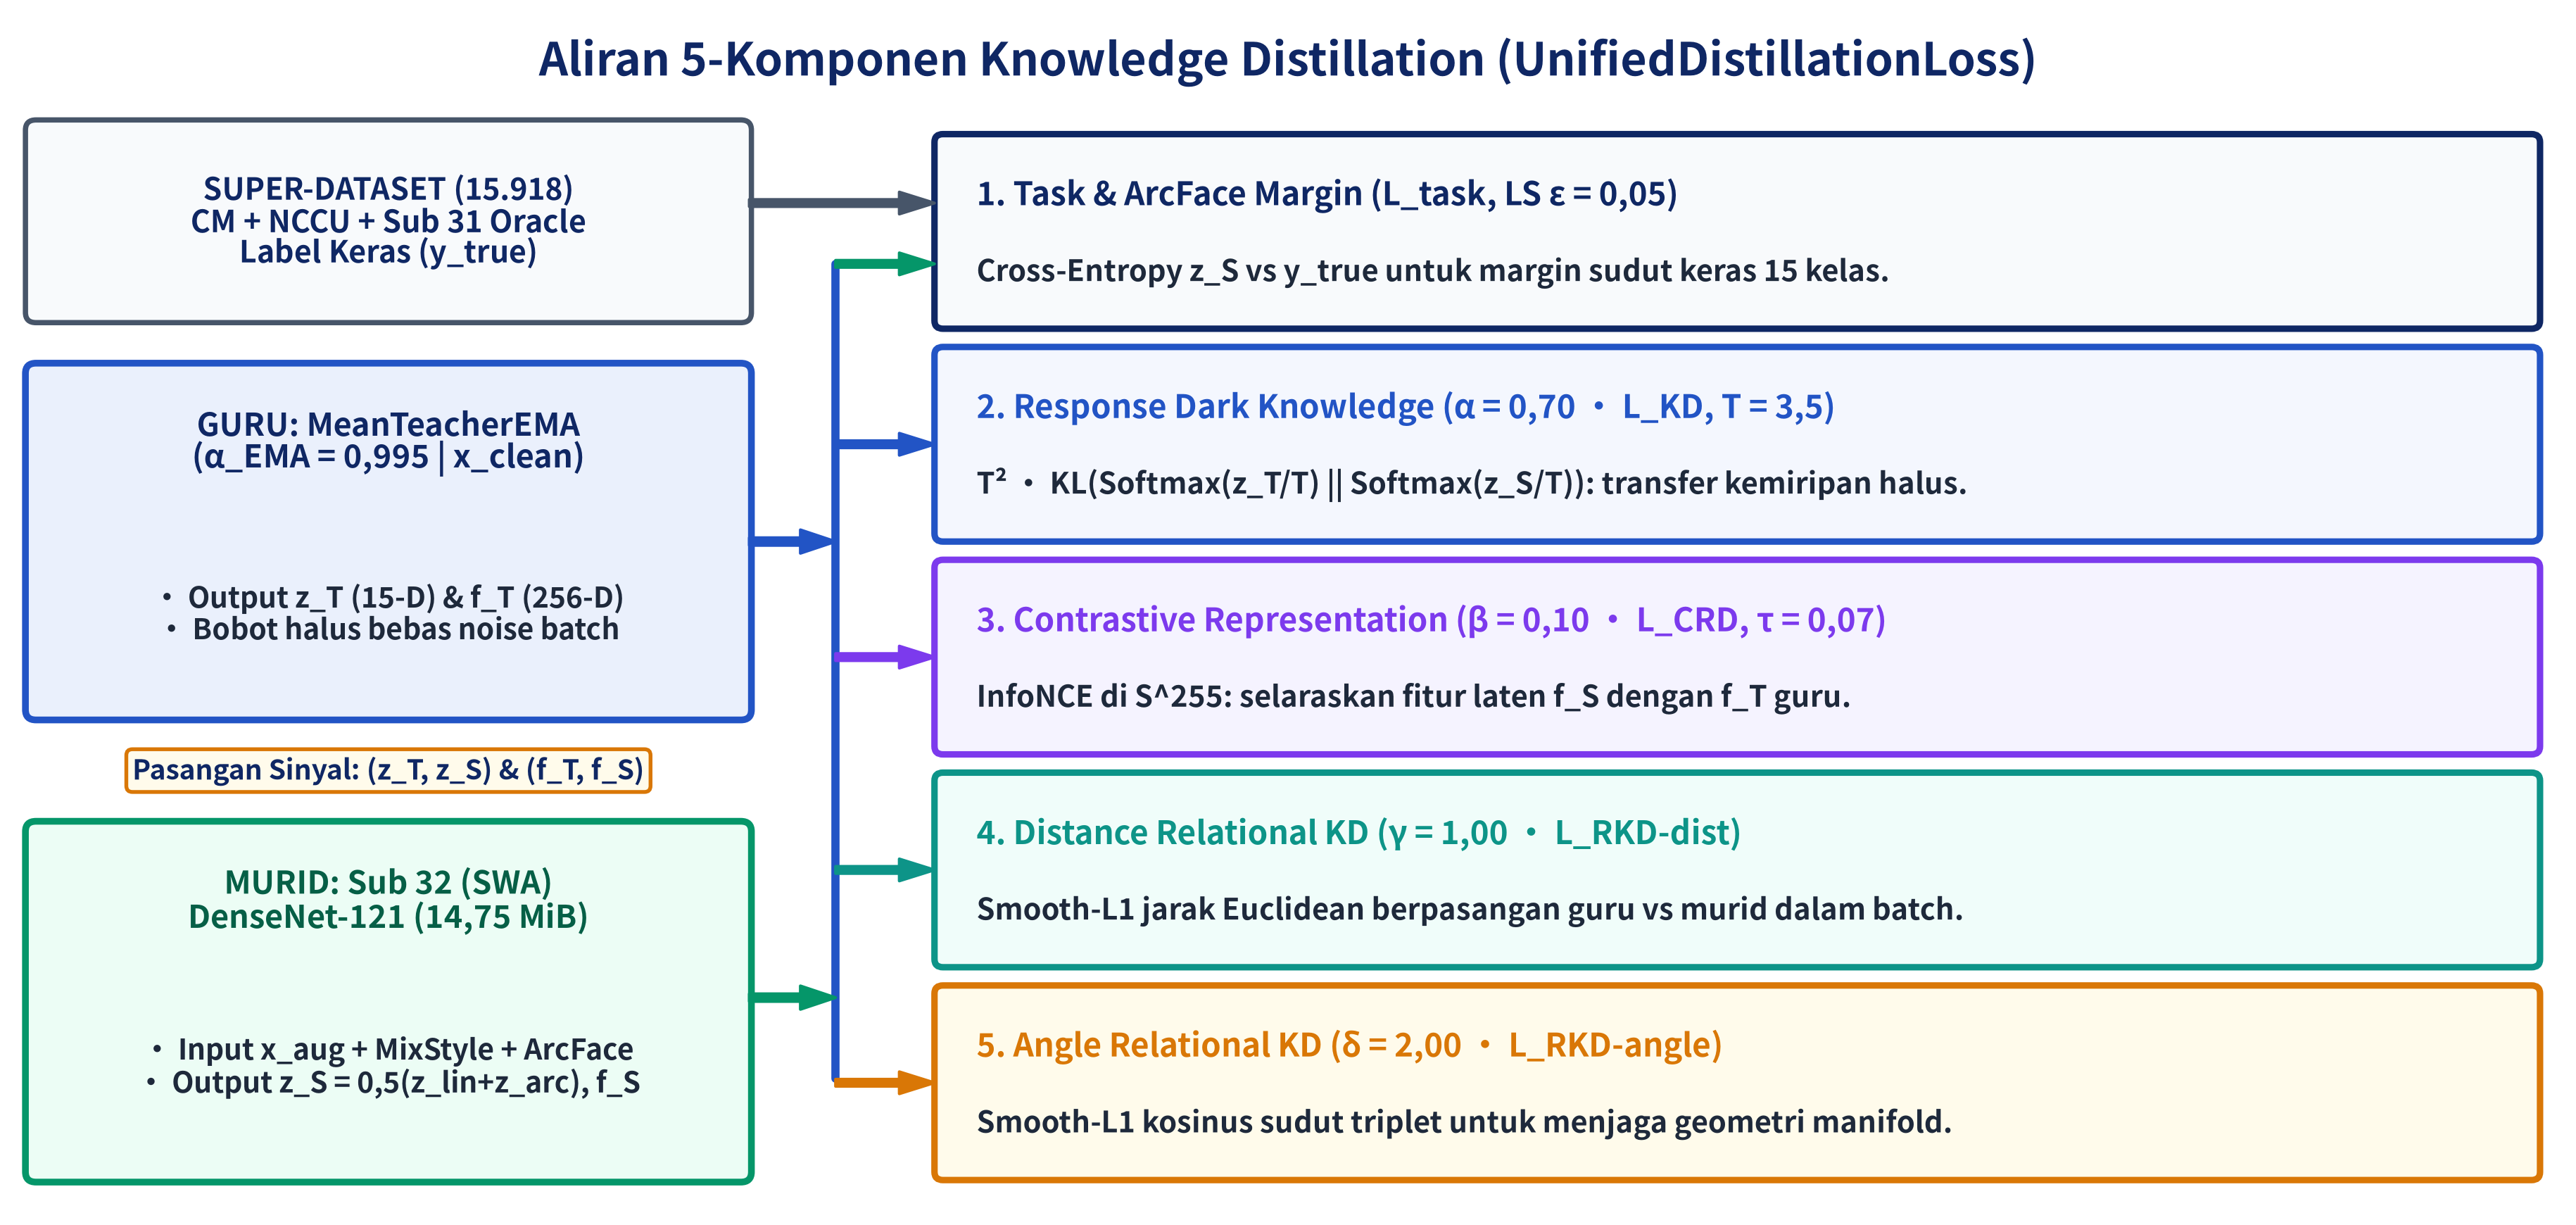 Aliran 5-Komponen Knowledge Distillation (UnifiedDistillationLoss)
SUPER-DATASET (15.918)
CM + NCCU + Sub 31 Oracle
Label Keras (y_true)
GURU: MeanTeacherEMA
(α_EMA = 0,995 | x_clean)
• Output z_T (15-D) & f_T (256-D)
• Bobot halus bebas noise batch
Pasangan Sinyal: (z_T, z_S) & (f_T, f_S)
MURID: Sub 32 (SWA)
DenseNet-121 (14,75 MiB)
• Input x_aug + MixStyle + ArcFace
• Output z_S = 0,5(z_lin+z_arc), f_S
1. Task & ArcFace Margin (L_task, LS ε = 0,05)
Cross-Entropy z_S vs y_true untuk margin sudut keras 15 kelas.
2. Response Dark Knowledge (α = 0,70 • L_KD, T = 3,5)
T² • KL(Softmax(z_T/T) || Softmax(z_S/T)): transfer kemiripan halus.
3. Contrastive Representation (β = 0,10 • L_CRD, τ = 0,07)
InfoNCE di S^255: selaraskan fitur laten f_S dengan f_T guru.
4. Distance Relational KD (γ = 1,00 • L_RKD-dist)
Smooth-L1 jarak Euclidean berpasangan guru vs murid dalam batch.
5. Angle Relational KD (δ = 2,00 • L_RKD-angle)
Smooth-L1 kosinus sudut triplet untuk menjaga geometri manifold.